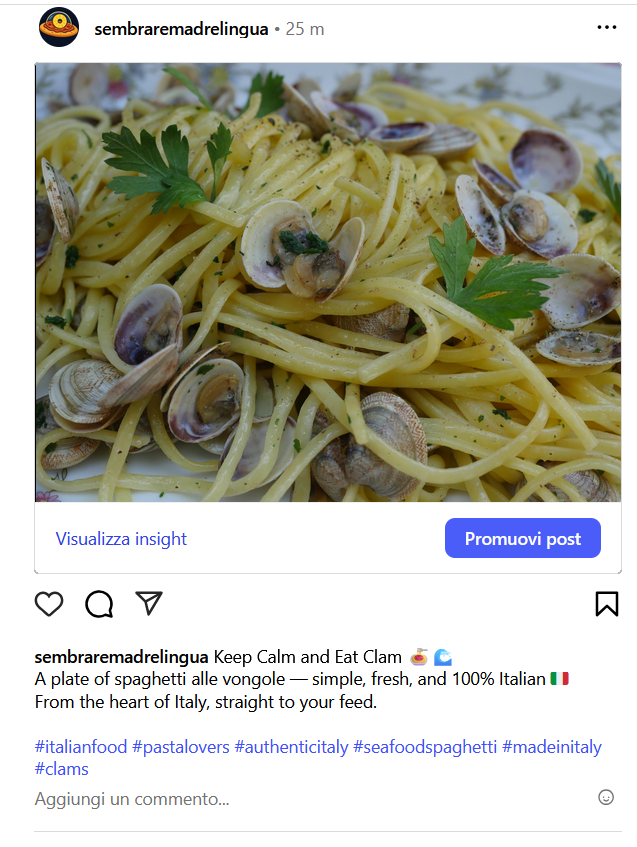 sembraremadrelingua • 25 m
Visualizza insight
Promuovi post
sembraremadrelingua Keep Calm and Eat Clam 🍝 🌊
A plate of spaghetti alle vongole — simple, fresh, and 100% Italian 🇮🇹
From the heart of Italy, straight to your feed.
#italianfood #pastalovers #authenticitaly #seafoodspaghetti #madeinitaly
#clams
Aggiungi un commento...